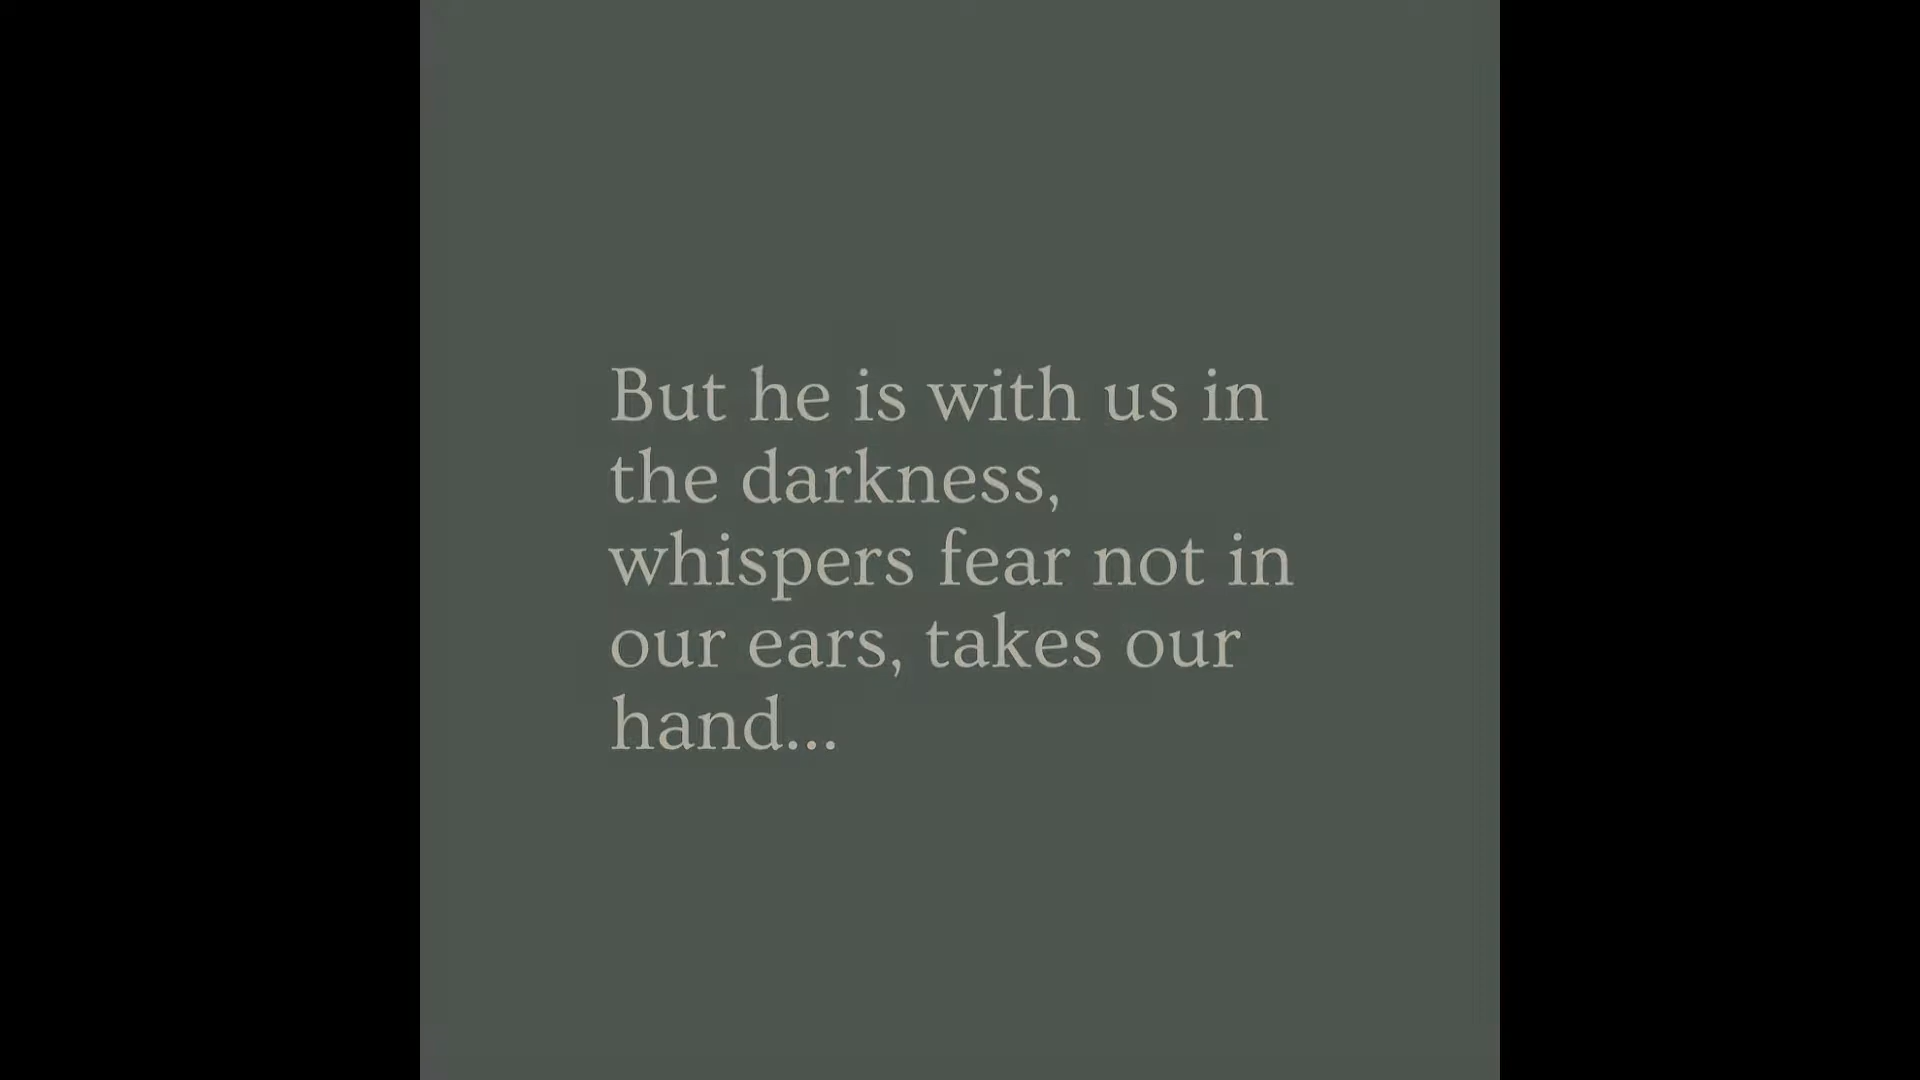 But he is with us in
the darkness,
whispers fear not in
our ears, takes our
hand...